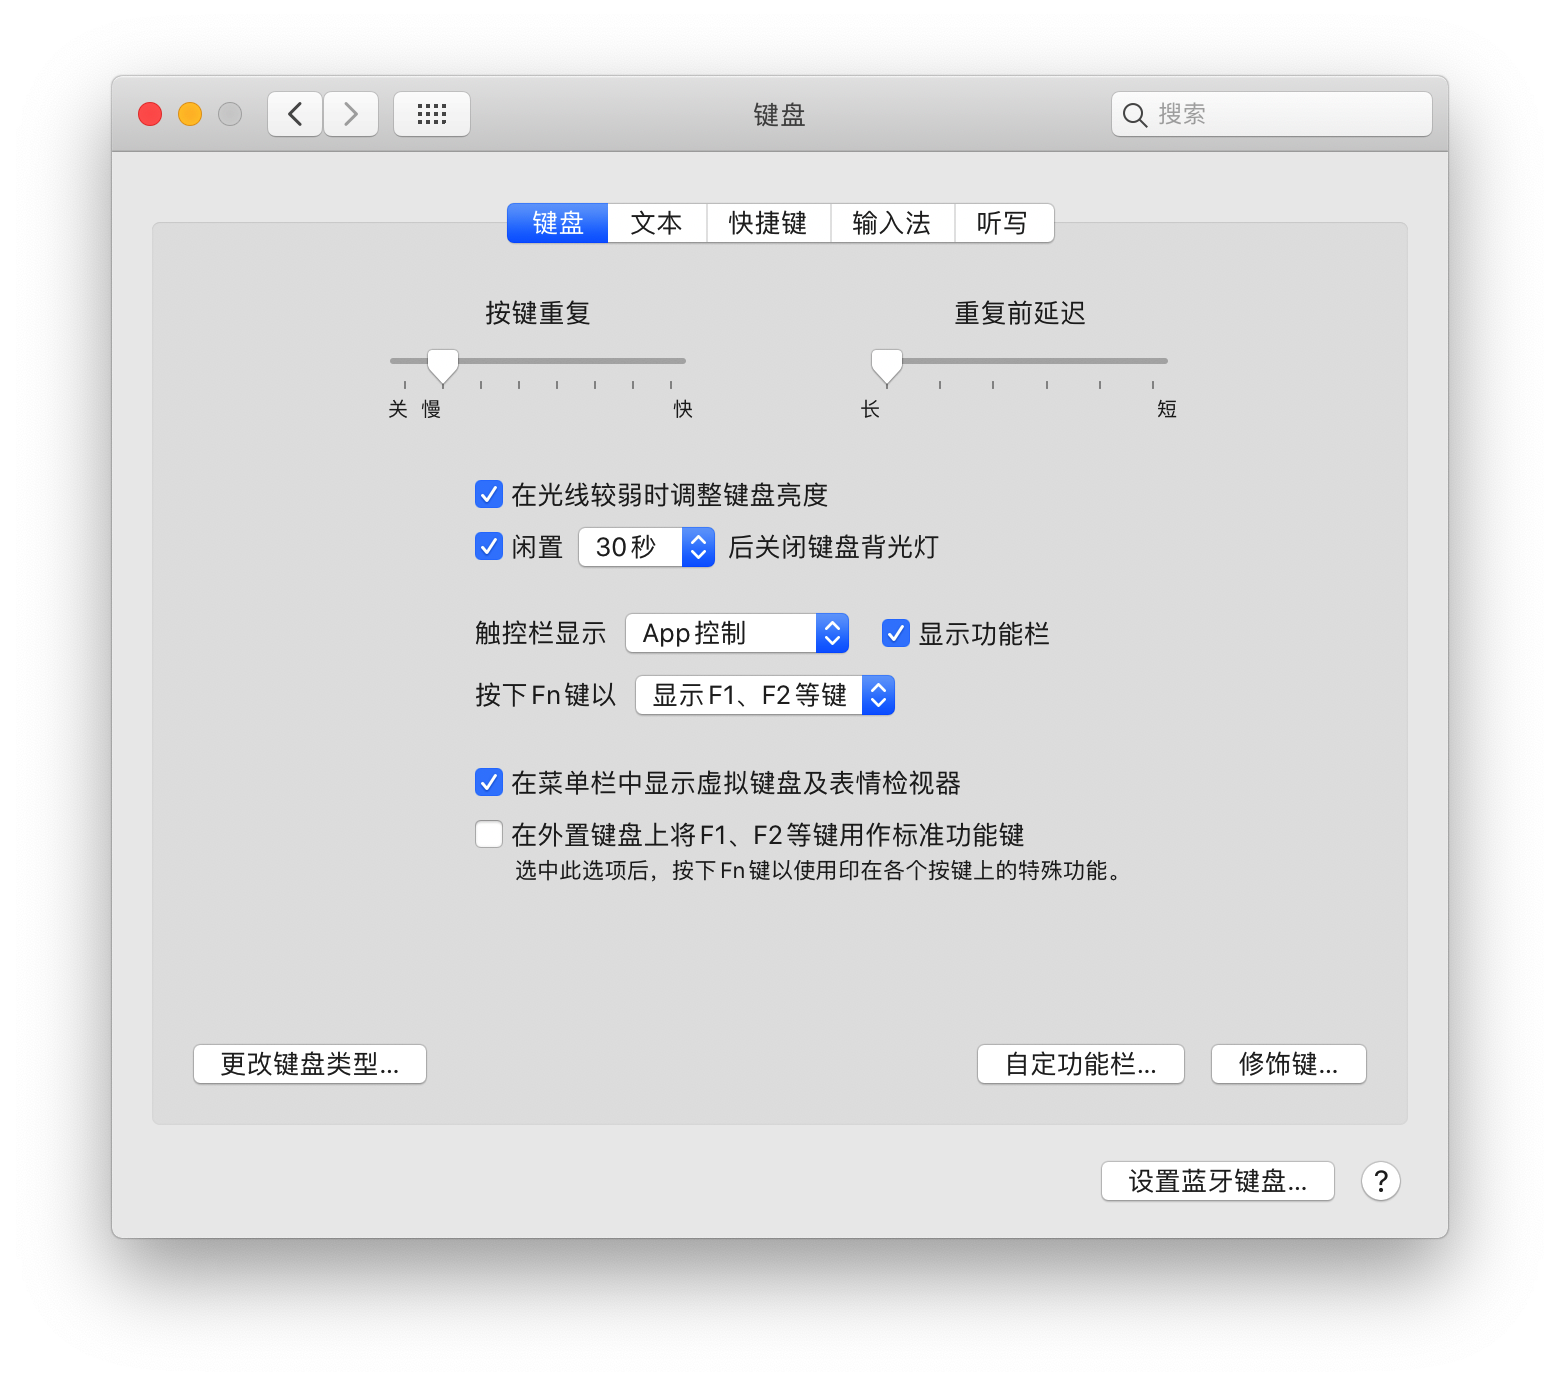 键盘
搜索
键盘 文本 快捷键 输入法 听写
按键重复 重复前延迟
关 慢 快 长 短
在光线较弱时调整键盘亮度
闲置 30秒 后关闭键盘背光灯
触控栏显示 App控制 显示功能栏
按下Fn键以 显示F1、F2等键
在菜单栏中显示虚拟键盘及表情检视器
在外置键盘上将F1、F2等键用作标准功能键
选中此选项后，按下Fn键以使用印在各个按键上的特殊功能。
更改键盘类型... 自定功能栏... 修饰键...
设置蓝牙键盘... ?